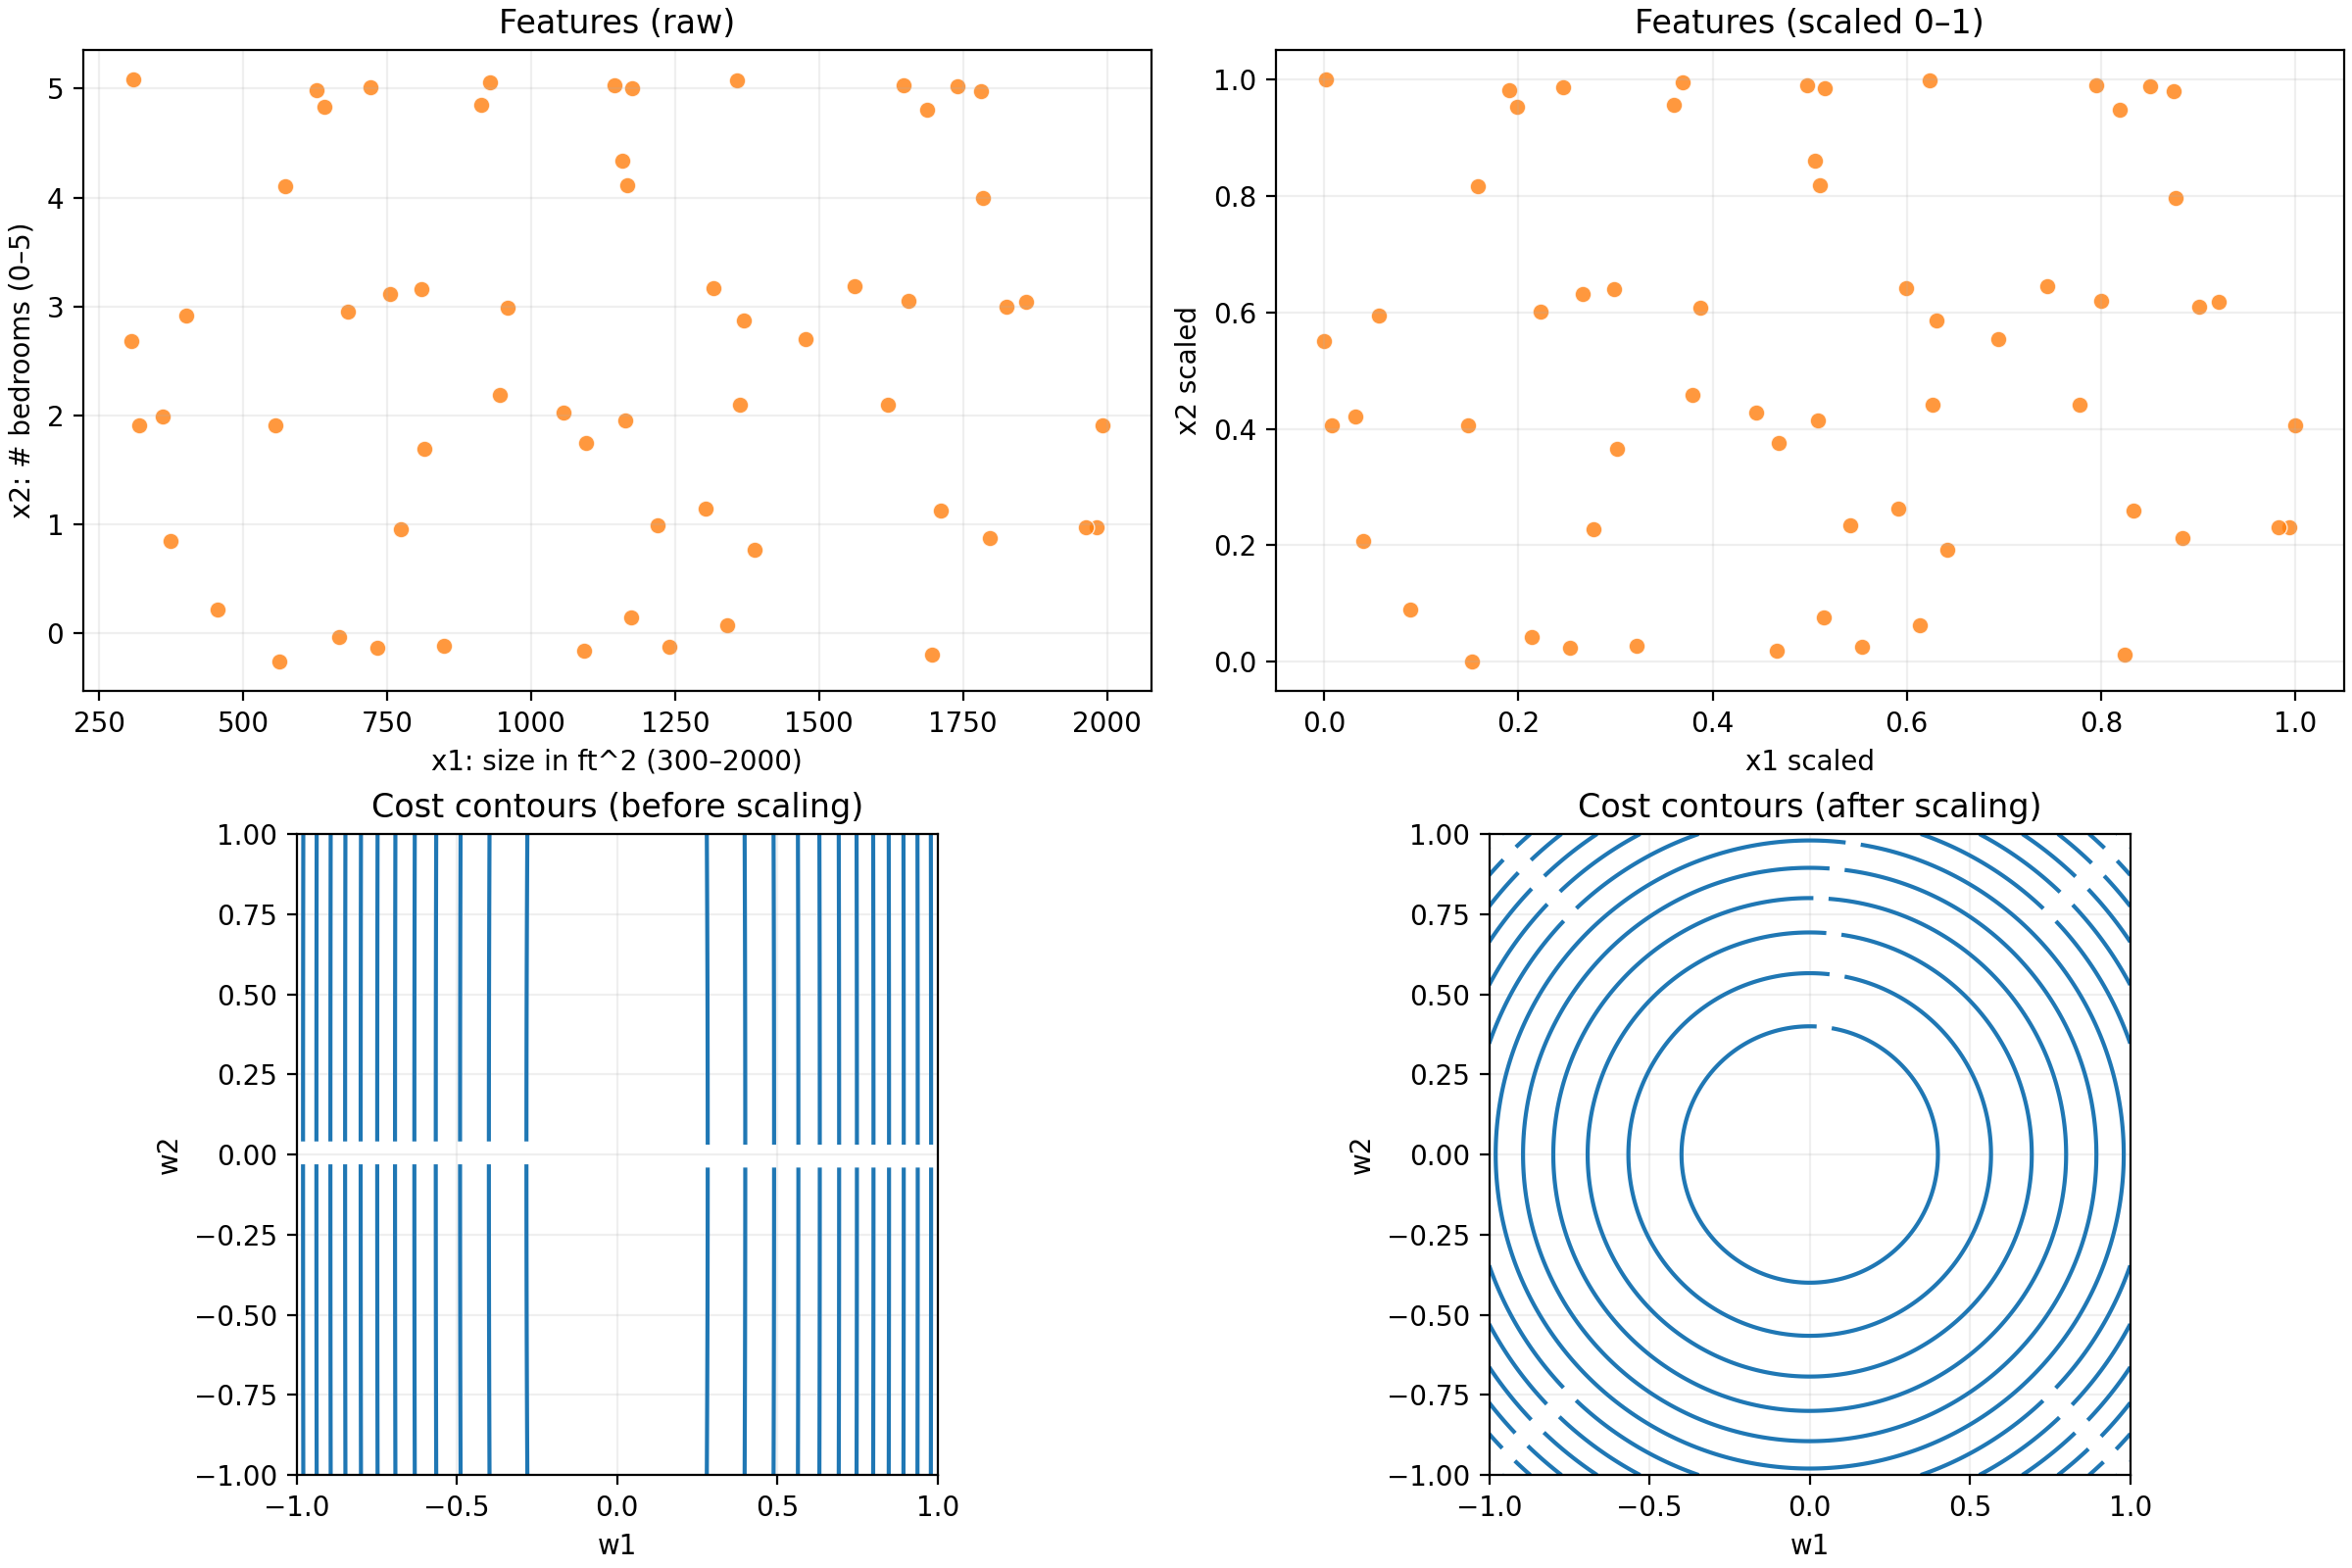 Features (raw)
5
4
3
2
1
0
x2: # bedrooms (0–5)
250 500 750 1000 1250 1500 1750 2000
x1: size in ft^2 (300–2000)
Features (scaled 0–1)
1.0
0.8
0.6
0.4
0.2
0.0
x2 scaled
0.0 0.2 0.4 0.6 0.8 1.0
x1 scaled
Cost contours (before scaling)
1.00
0.75
0.50
0.25
0.00
−0.25
−0.50
−0.75
−1.00
w2
−1.0 −0.5 0.0 0.5 1.0
w1
Cost contours (after scaling)
1.00
0.75
0.50
0.25
0.00
−0.25
−0.50
−0.75
−1.00
w2
−1.0 −0.5 0.0 0.5 1.0
w1